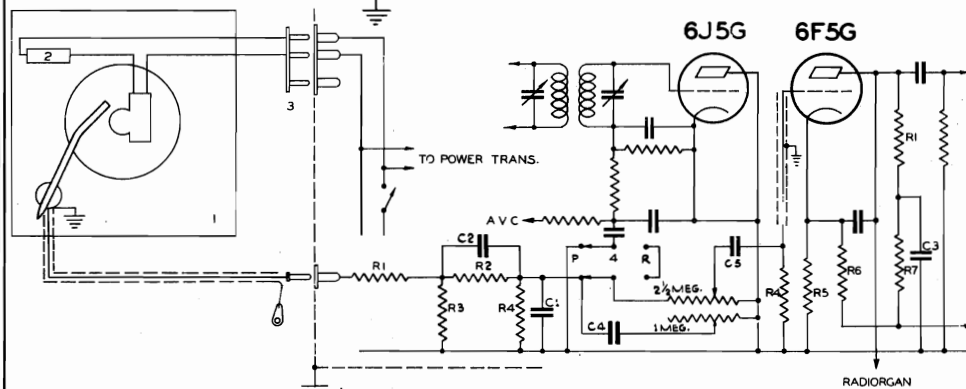 6J5G 6F5G
2
3
TO POWER TRANS.
R1
1
AVC
C2
P 4 R
C5
R6
R7
C3
R1
R2
2½ MEG.
R4
R5
R3
R4
C1
C4
1 MEG.
RADIORGAN